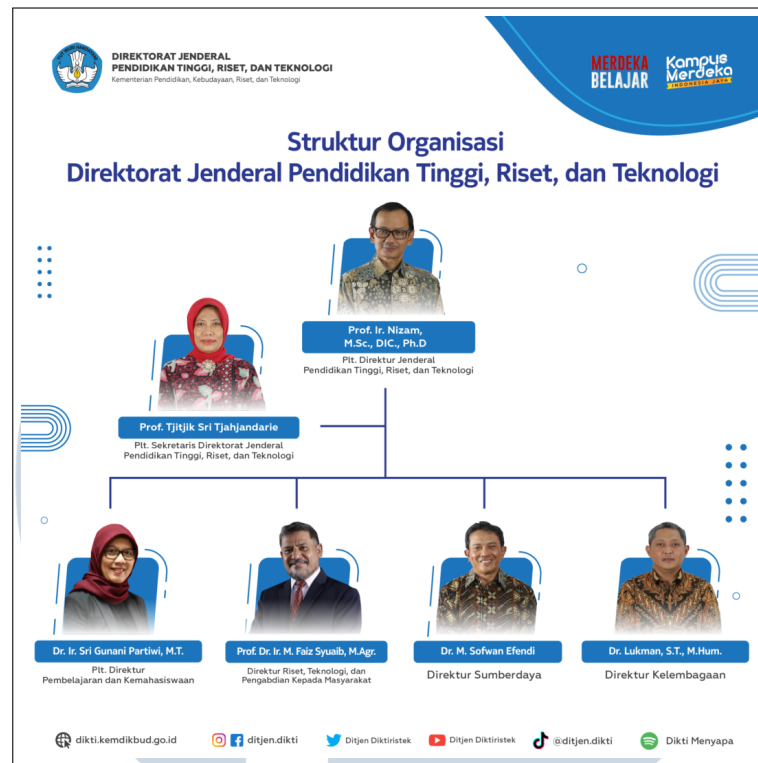 DIREKTORAT JENDERAL
PENDIDIKAN TINGGI, RISET, DAN TEKNOLOGI
Kementerian Pendidikan, Kebudayaan, Riset, dan Teknologi
MERDEKA
BELAJAR
Kampus
Merdeka
INDONESIA JAYA
Struktur Organisasi
Direktorat Jenderal Pendidikan Tinggi, Riset, dan Teknologi
Prof. Ir. Nizam,
M.Sc., DIC., Ph.D
Plt. Direktur Jenderal
Pendidikan Tinggi, Riset, dan Teknologi
Prof. Tjitjik Sri Tjahjandarie
Plt. Sekretaris Direktorat Jenderal
Pendidikan Tinggi, Riset, dan Teknologi
Dr. Ir. Sri Gunani Partiwi, M.T.
Plt. Direktur
Pembelajaran dan Kemahasiswaan
Prof. Dr. Ir. M. Faiz Syuaib, M.Agr.
Direktur Riset, Teknologi, dan
Pengabdian Kepada Masyarakat
Dr. M. Sofwan Efendi
Direktur Sumberdaya
Dr. Lukman, S.T., M.Hum.
Direktur Kelembagaan
dikti.kemdikbud.go.id
ditjen.dikti
Ditjen Diktiristek
Ditjen Diktiristek
@ditjen.dikti
Dikti Menyapa